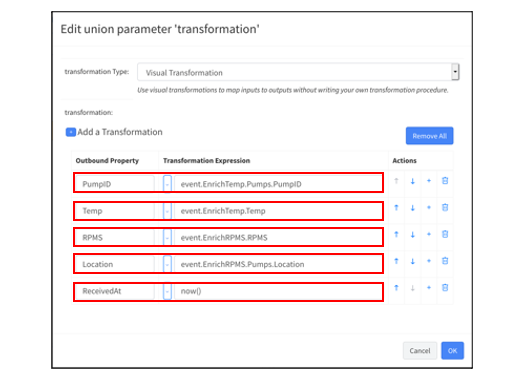 Edit union parameter 'transformation'
transformation Type: Visual Transformation
Use visual transformations to map inputs to outputs without writing your own transformation procedure.
transformation:
Add a Transformation
Remove All
Outbound Property Transformation Expression Actions
PumpID event.EnrichTemp.Pumps.PumpID
Temp event.EnrichTemp.Temp
RPMS event.EnrichRPMS.RPMS
Location event.EnrichRPMS.Pumps.Location
ReceivedAt now()
Cancel OK